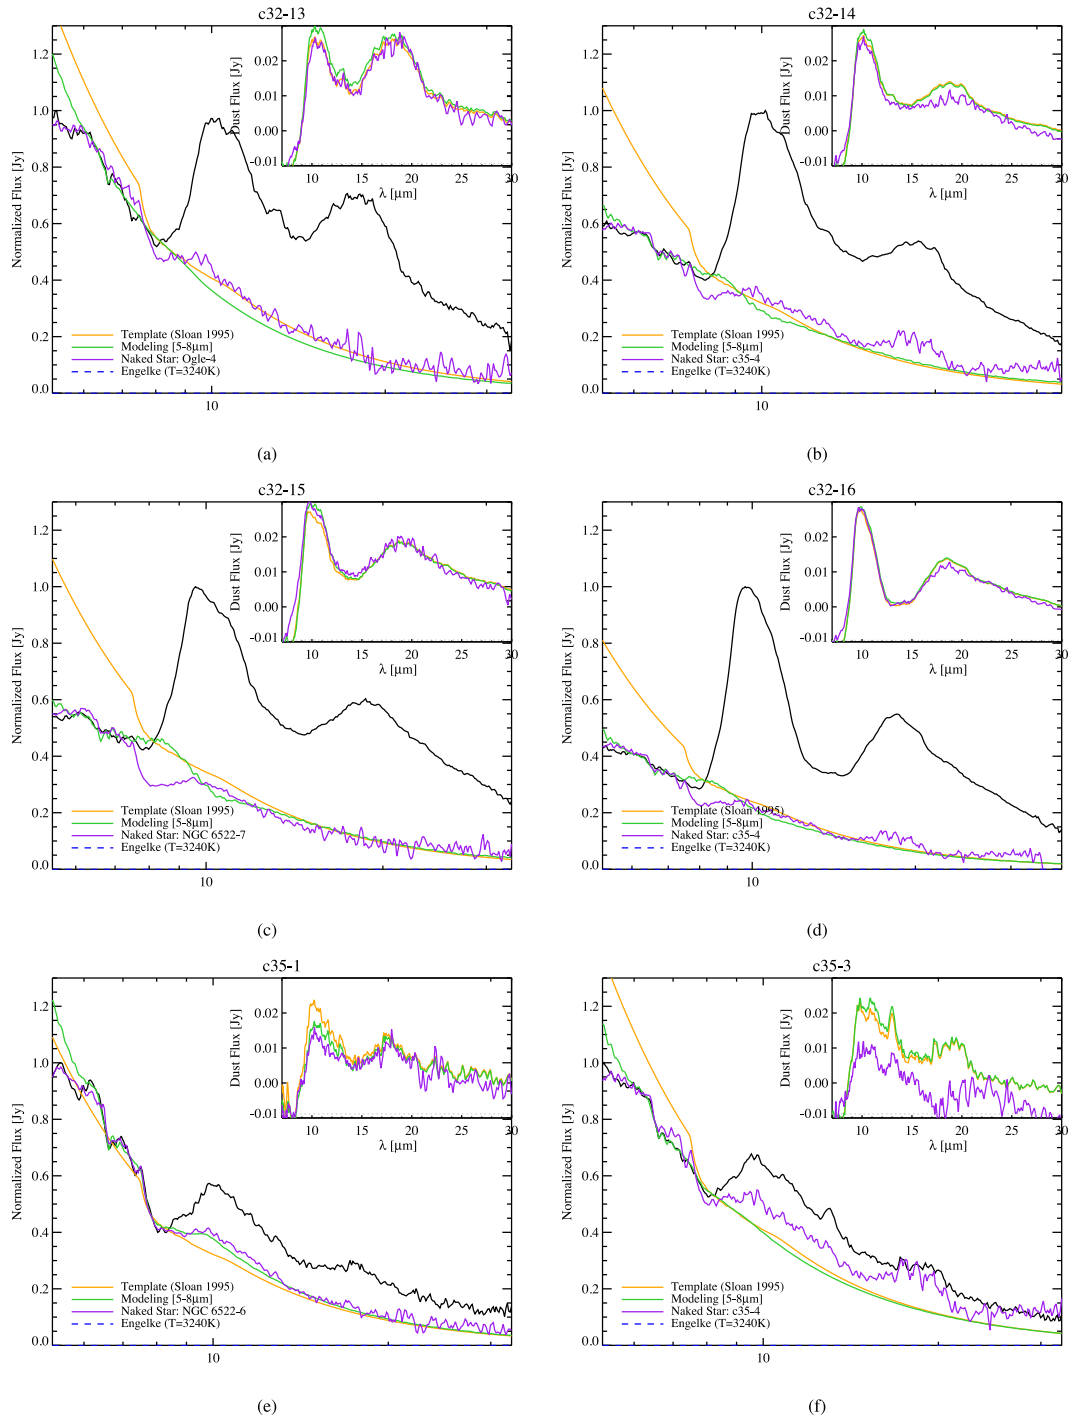 c32-13
Normalized Flux [Jy]
1.2
1.0
0.8
0.6
0.4
0.2
0.0
10
Dust Flux [Jy]
0.02
0.01
0.00
-0.01
10 15 20 25 30
λ [μm]
Template (Sloan 1995)
Modeling [5-8μm]
Naked Star: Ogle-4
Engelke (T=3240K)
(a)
c32-14
Normalized Flux [Jy]
1.2
1.0
0.8
0.6
0.4
0.2
0.0
10
Dust Flux [Jy]
0.02
0.01
0.00
-0.01
10 15 20 25 30
λ [μm]
Template (Sloan 1995)
Modeling [5-8μm]
Naked Star: c35-4
Engelke (T=3240K)
(b)
c32-15
Normalized Flux [Jy]
1.2
1.0
0.8
0.6
0.4
0.2
0.0
10
Dust Flux [Jy]
0.02
0.01
0.00
-0.01
10 15 20 25 30
λ [μm]
Template (Sloan 1995)
Modeling [5-8μm]
Naked Star: NGC 6522-7
Engelke (T=3240K)
(c)
c32-16
Normalized Flux [Jy]
1.2
1.0
0.8
0.6
0.4
0.2
0.0
10
Dust Flux [Jy]
0.02
0.01
0.00
-0.01
10 15 20 25 30
λ [μm]
Template (Sloan 1995)
Modeling [5-8μm]
Naked Star: c35-4
Engelke (T=3240K)
(d)
c35-1
Normalized Flux [Jy]
1.2
1.0
0.8
0.6
0.4
0.2
0.0
10
Dust Flux [Jy]
0.02
0.01
0.00
-0.01
10 15 20 25 30
λ [μm]
Template (Sloan 1995)
Modeling [5-8μm]
Naked Star: NGC 6522-6
Engelke (T=3240K)
(e)
c35-3
Normalized Flux [Jy]
1.2
1.0
0.8
0.6
0.4
0.2
0.0
10
Dust Flux [Jy]
0.02
0.01
0.00
-0.01
10 15 20 25 30
λ [μm]
Template (Sloan 1995)
Modeling [5-8μm]
Naked Star: c35-4
Engelke (T=3240K)
(f)